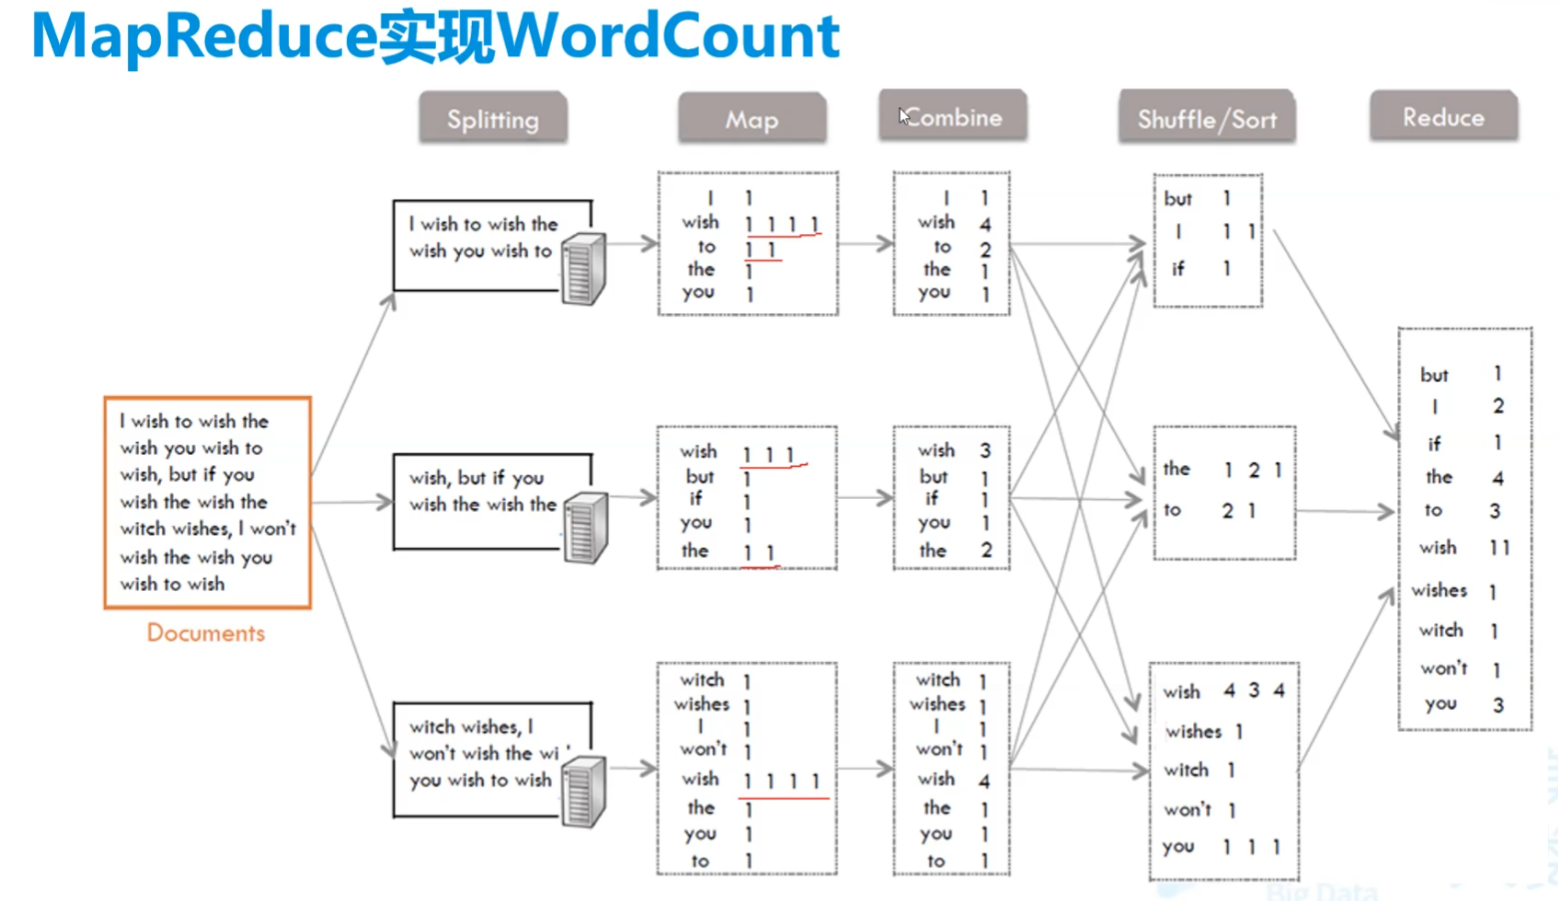 MapReduce实现WordCount
Splitting
Map
Combine
Shuffle/Sort
Reduce
I wish to wish the
wish you wish to
wish, but if you
wish the wish the
witch wishes, I won't
wish the wish you
wish to wish
Documents
I wish to wish the
wish you wish to
wish, but if you
wish the wish the
witch wishes, I
won't wish the wi
you wish to wish
I 1
wish 1 1 1 1
to 1 1
the 1
you 1
wish 1 1 1
but 1
if 1
you 1
the 1 1
witch 1
wishes 1
I 1
won't 1
wish 1 1 1 1
the 1
you 1
to 1
I 1
wish 4
to 2
the 1
you 1
wish 3
but 1
if 1
you 1
the 2
witch 1
wishes 1
I 1
won't 1
wish 4
the 1
you 1
to 1
but 1
I 1 1
if 1
the 1 2 1
to 2 1
wish 4 3 4
wishes 1
witch 1
won't 1
you 1 1 1
but 1
I 2
if 1
the 4
to 3
wish 11
wishes 1
witch 1
won't 1
you 3
Big Data